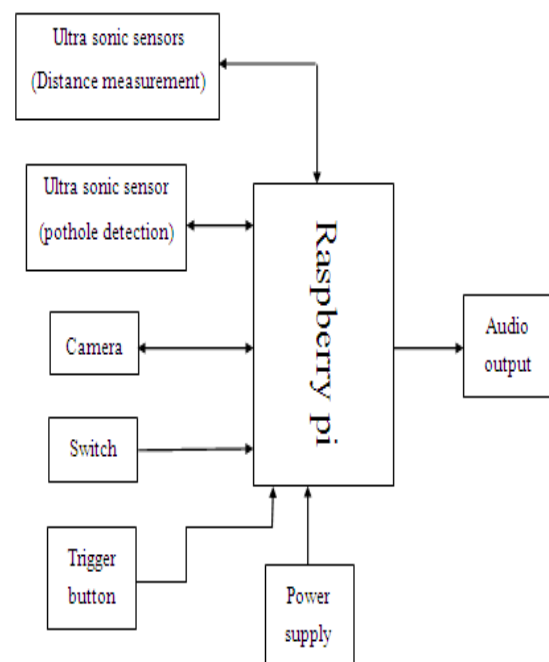 Ultra sonic sensors
(Distance measurement)
Ultra sonic sensor
(pothole detection)
Raspberry pi
Camera
Audio
output
Switch
Trigger
button
Power
supply